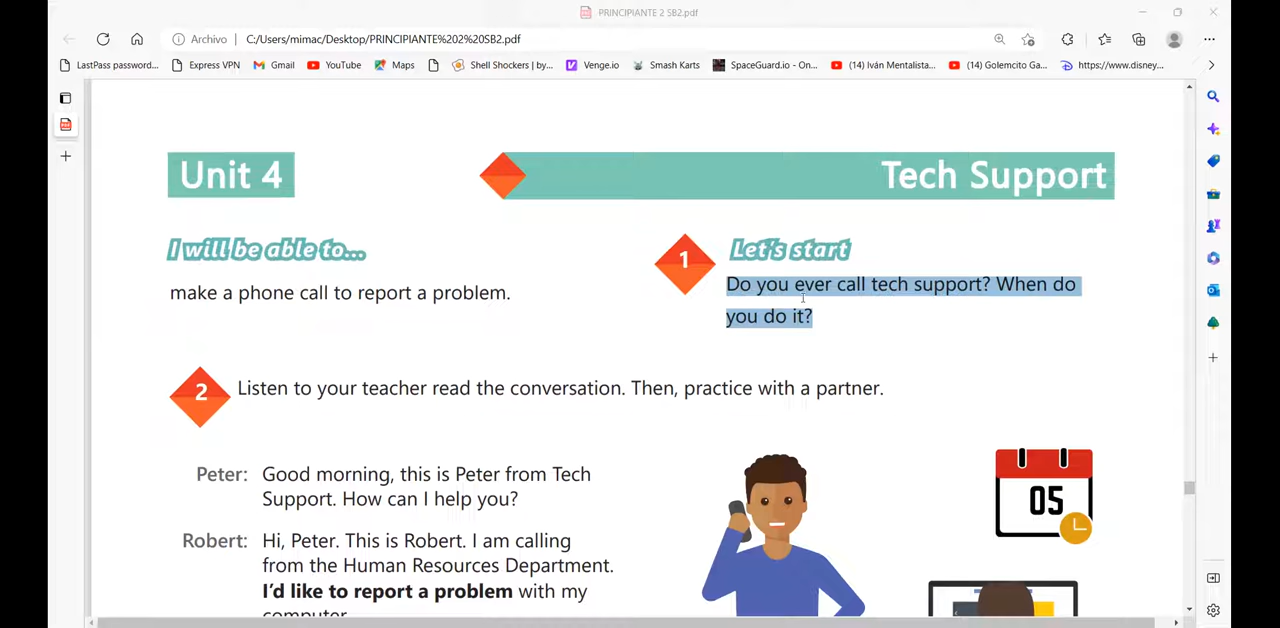 PRINCIPIANTE 2 SB2.pdf
Archivo
C:/Users/mimac/Desktop/PRINCIPIANTE%202%20SB2.pdf
LastPass password...
Express VPN
Gmail
YouTube
Maps
Shell Shockers | by...
Venge.io
Smash Karts
SpaceGuard.io - On...
(14) Iván Mentalista...
(14) Golemcito Ga...
https://www.disney...
Unit 4
Tech Support
I will be able to...
make a phone call to report a problem.
1
Let's start
Do you ever call tech support? When do
you do it?
2
Listen to your teacher read the conversation. Then, practice with a partner.
Peter: Good morning, this is Peter from Tech
Support. How can I help you?
Robert: Hi, Peter. This is Robert. I am calling
from the Human Resources Department.
I'd like to report a problem with my
computer
05